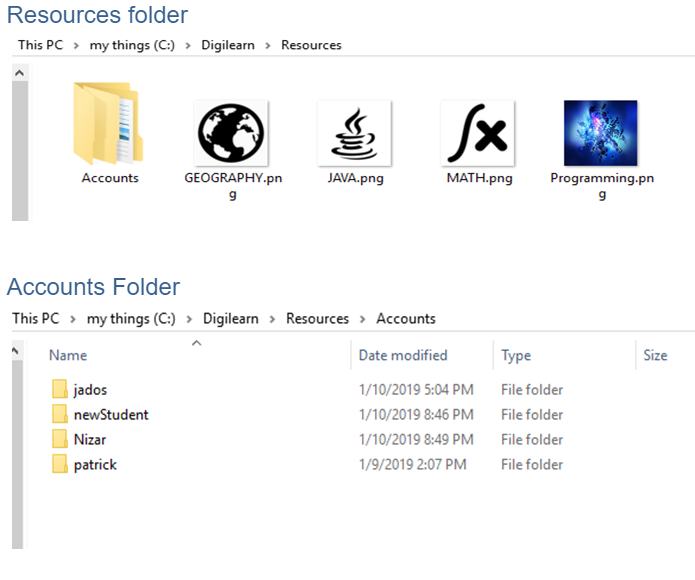 Resources folder
This PC > my things (C:) > Digilearn > Resources
Accounts
GEOGRAPHY.pn
g
JAVA.png
MATH.png
Programming.pn
g
Accounts Folder
This PC > my things (C:) > Digilearn > Resources > Accounts
Name Date modified Type Size
jados 1/10/2019 5:04 PM File folder
newStudent 1/10/2019 8:46 PM File folder
Nizar 1/10/2019 8:49 PM File folder
patrick 1/9/2019 2:07 PM File folder